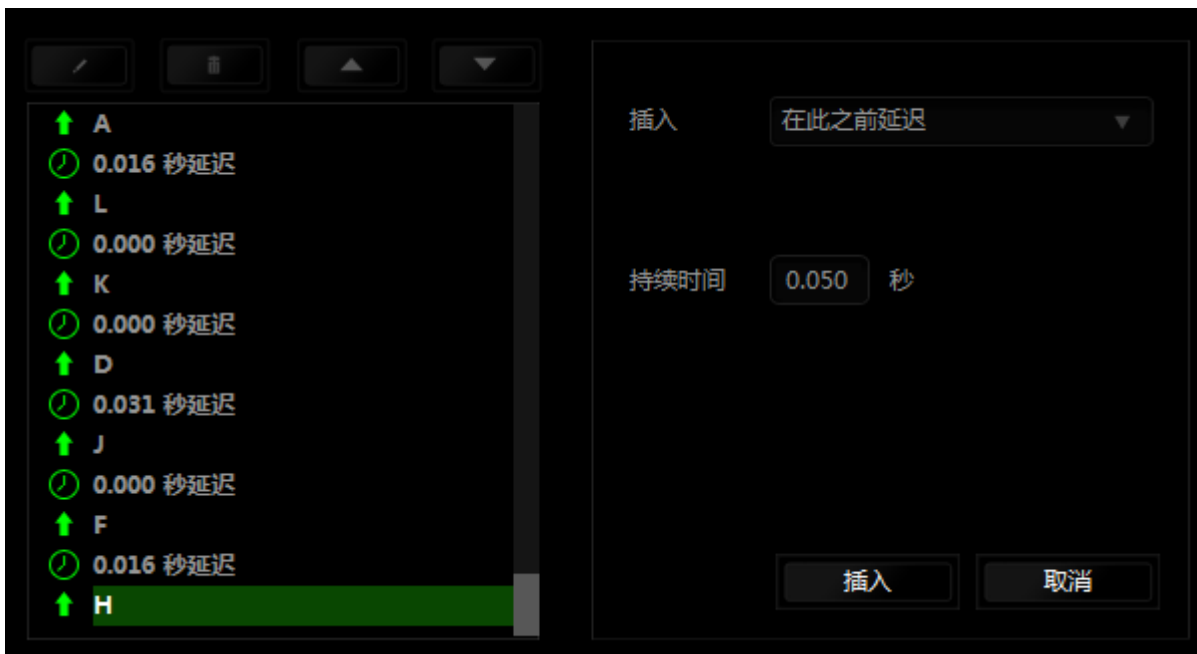 A
0.016 秒延迟
L
0.000 秒延迟
K
0.000 秒延迟
D
0.031 秒延迟
J
0.000 秒延迟
F
0.016 秒延迟
H
插入 在此之前延迟
持续时间 0.050 秒
插入 取消